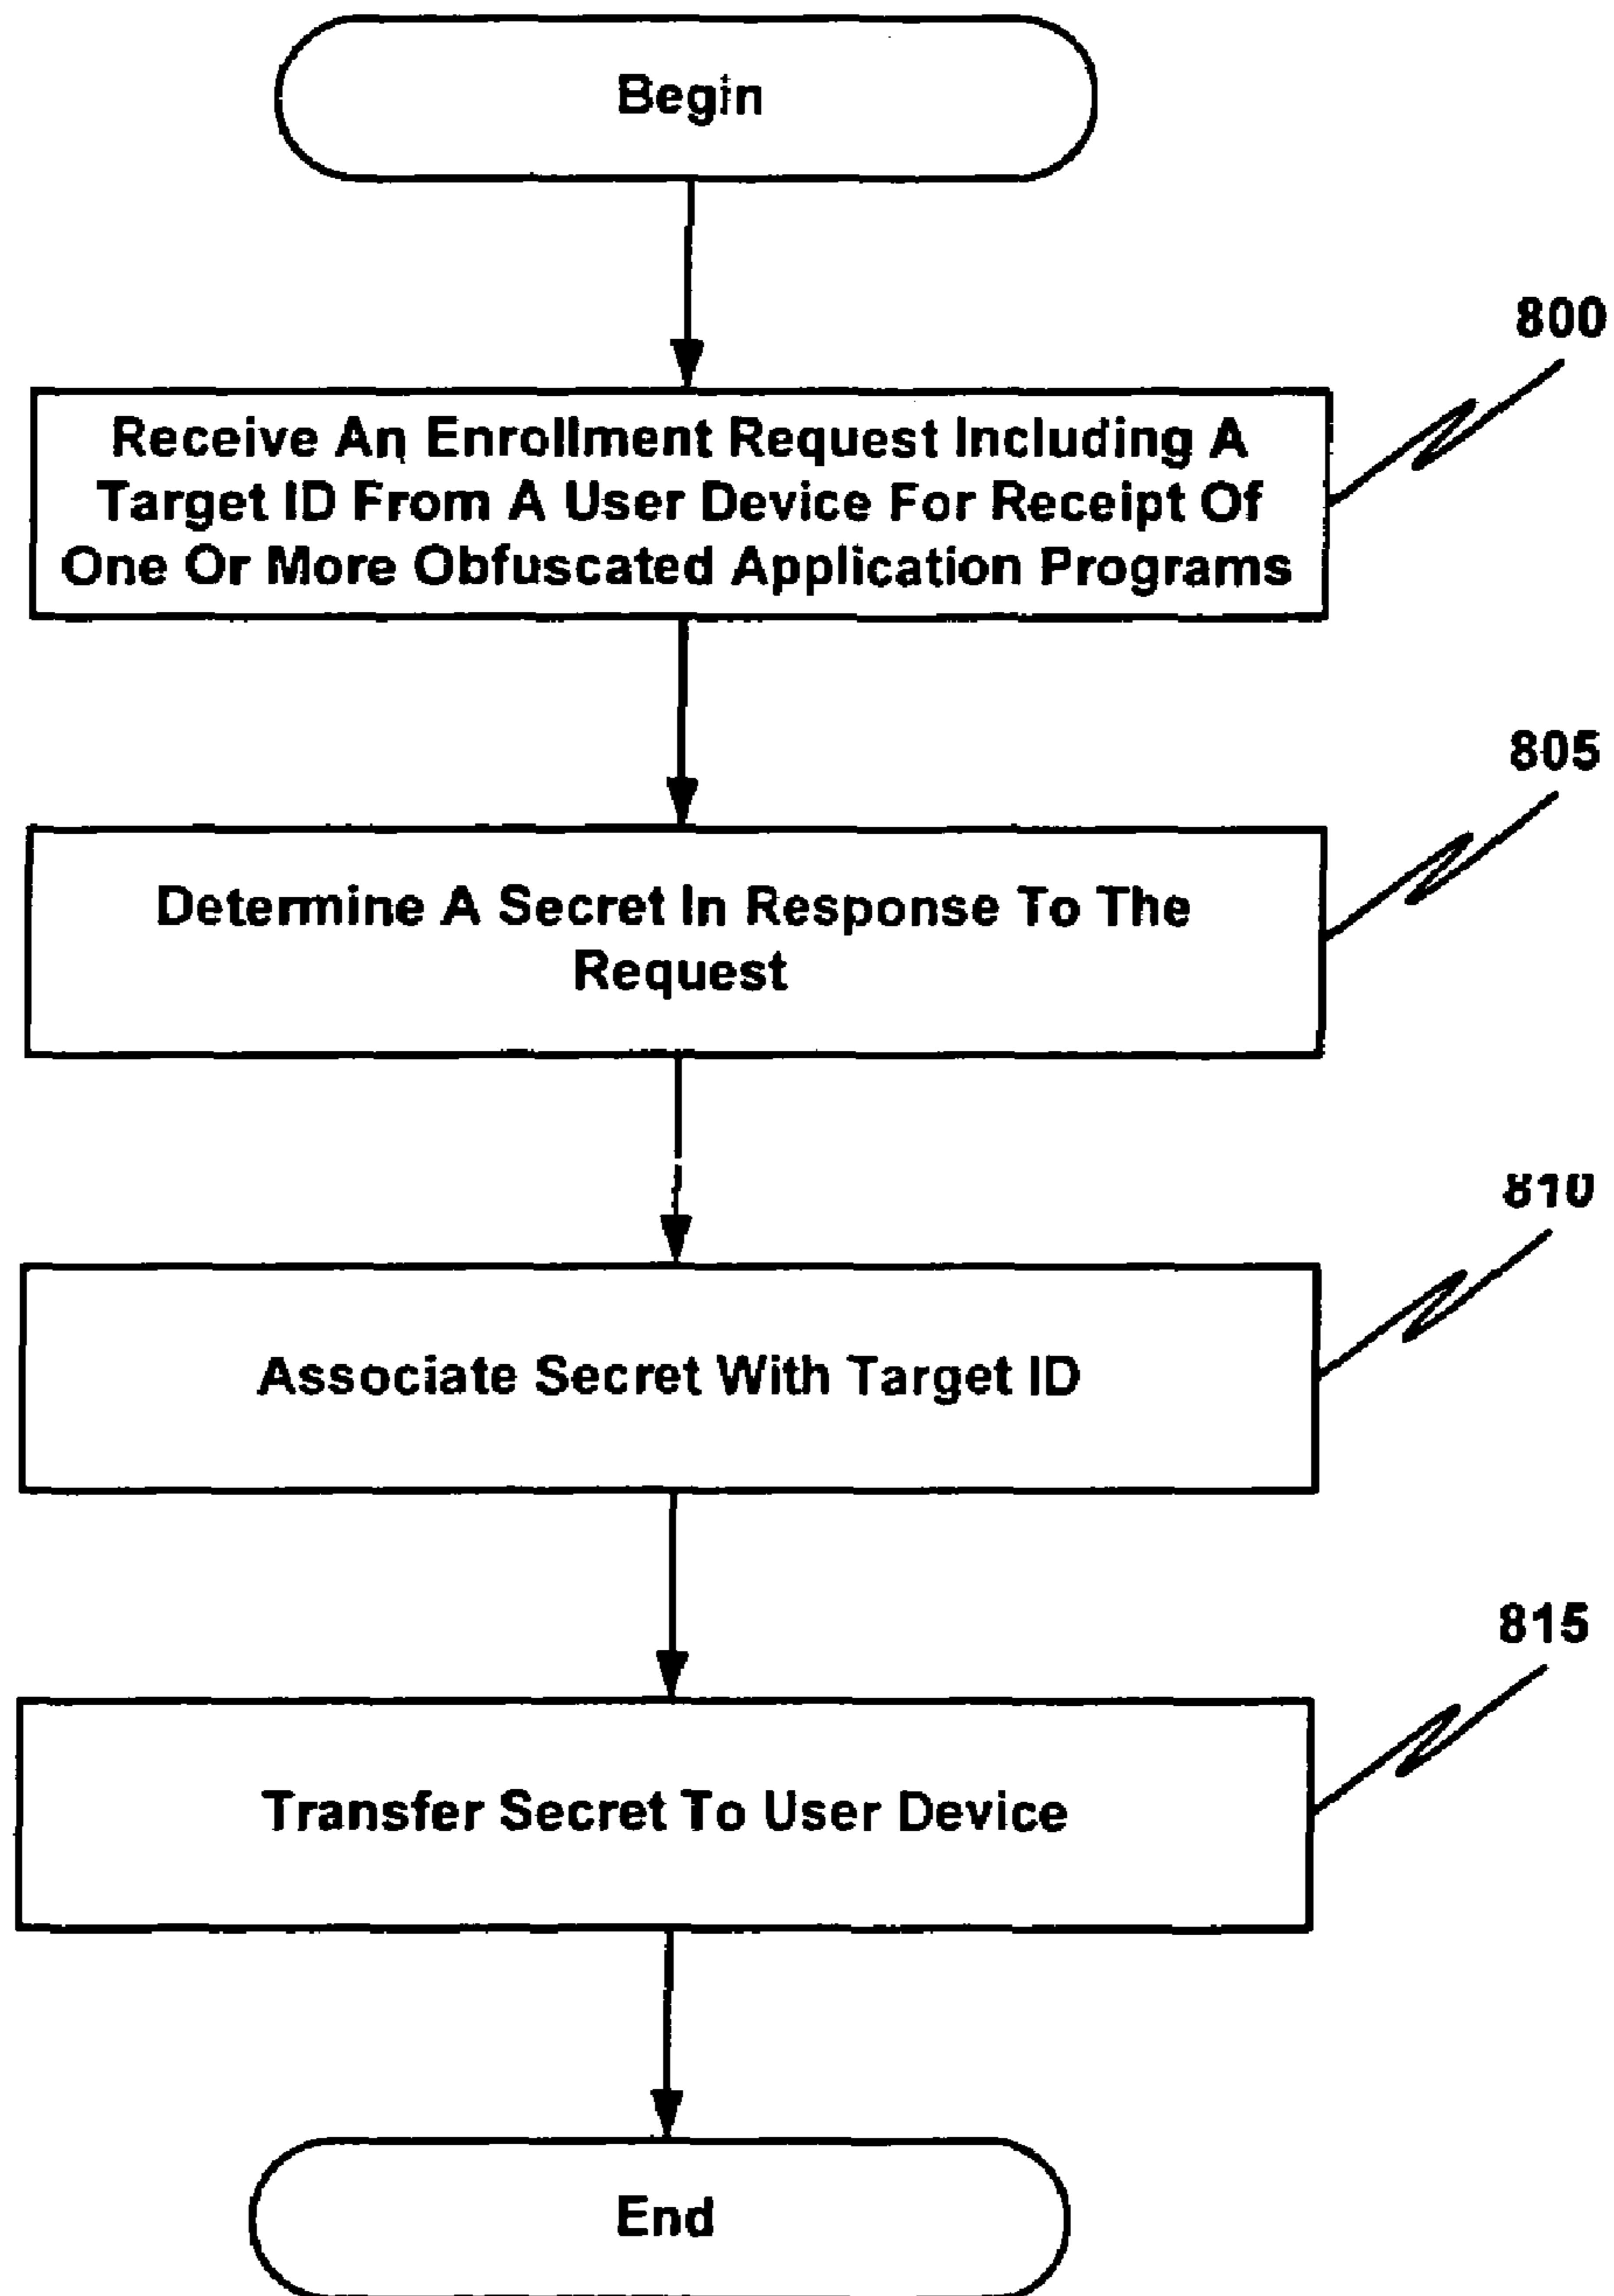 Begin
800
Receive An Enrollment Request Including A
Target ID From A User Device For Receipt Of
One Or More Obfuscated Application Programs
805
Determine A Secret In Response To The
Request
810
Associate Secret With Target ID
815
Transfer Secret To User Device
End